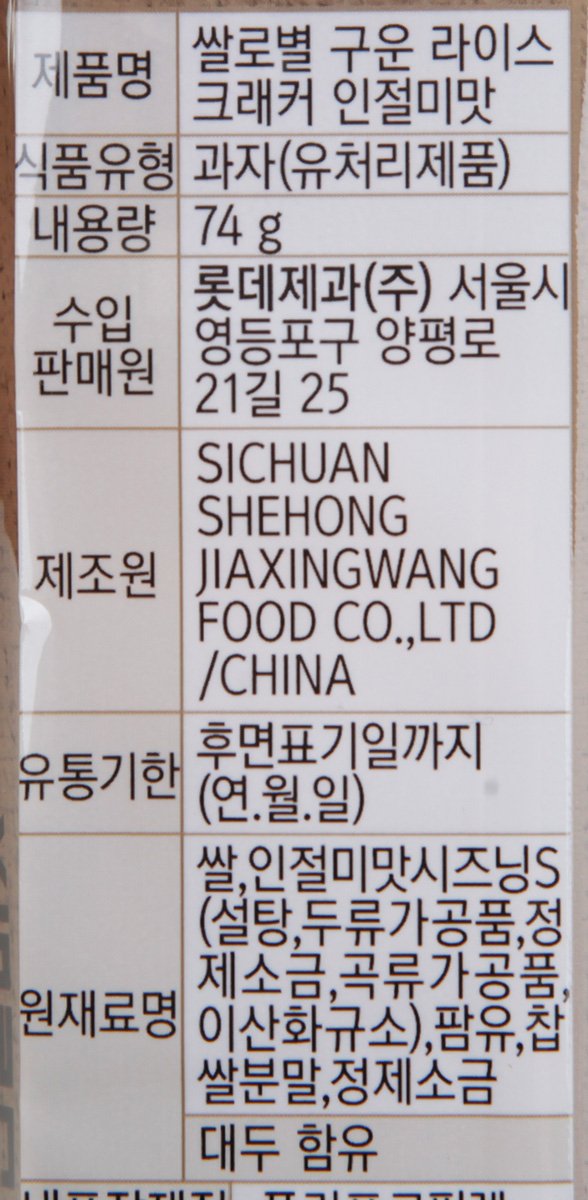 제품명
쌀로별 구운 라이스
크래커 인절미맛
식품유형
과자(유처리제품)
내용량
74 g
수입
판매원
롯데제과(주) 서울시
영등포구 양평로
21길 25
제조원
SICHUAN
SHEHONG
JIAXINGWANG
FOOD CO.,LTD
/CHINA
유통기한
후면표기일까지
(연.월.일)
원재료명
쌀,인절미맛시즈닝S
(설탕,두류가공품,정
제소금,곡류가공품,
이산화규소),팜유,찹
쌀분말,정제소금
대두 함유